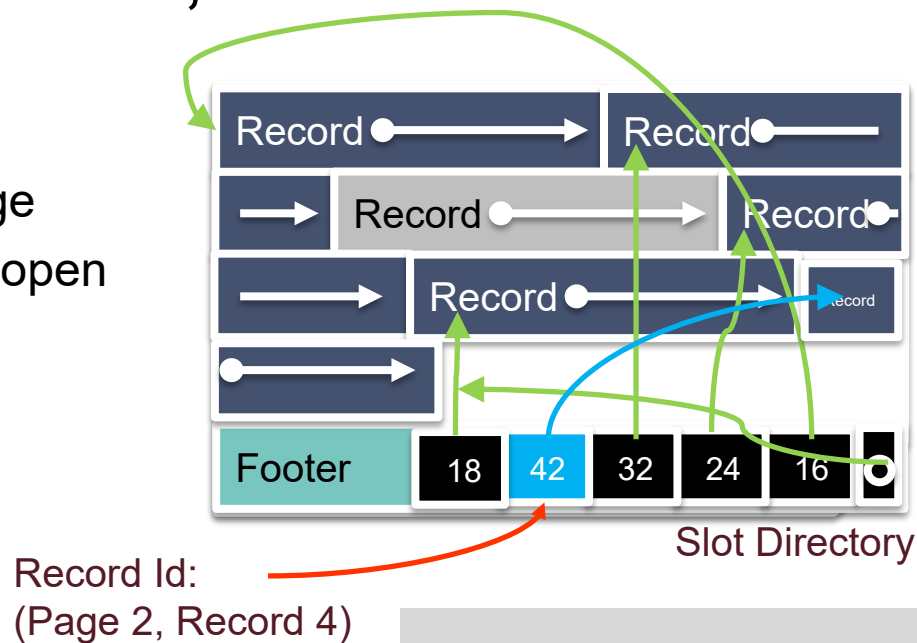 ge
open
Record Record
Record Record
Record Record
Footer 18 42 32 24 16
Slot Directory
Record Id:
(Page 2, Record 4)